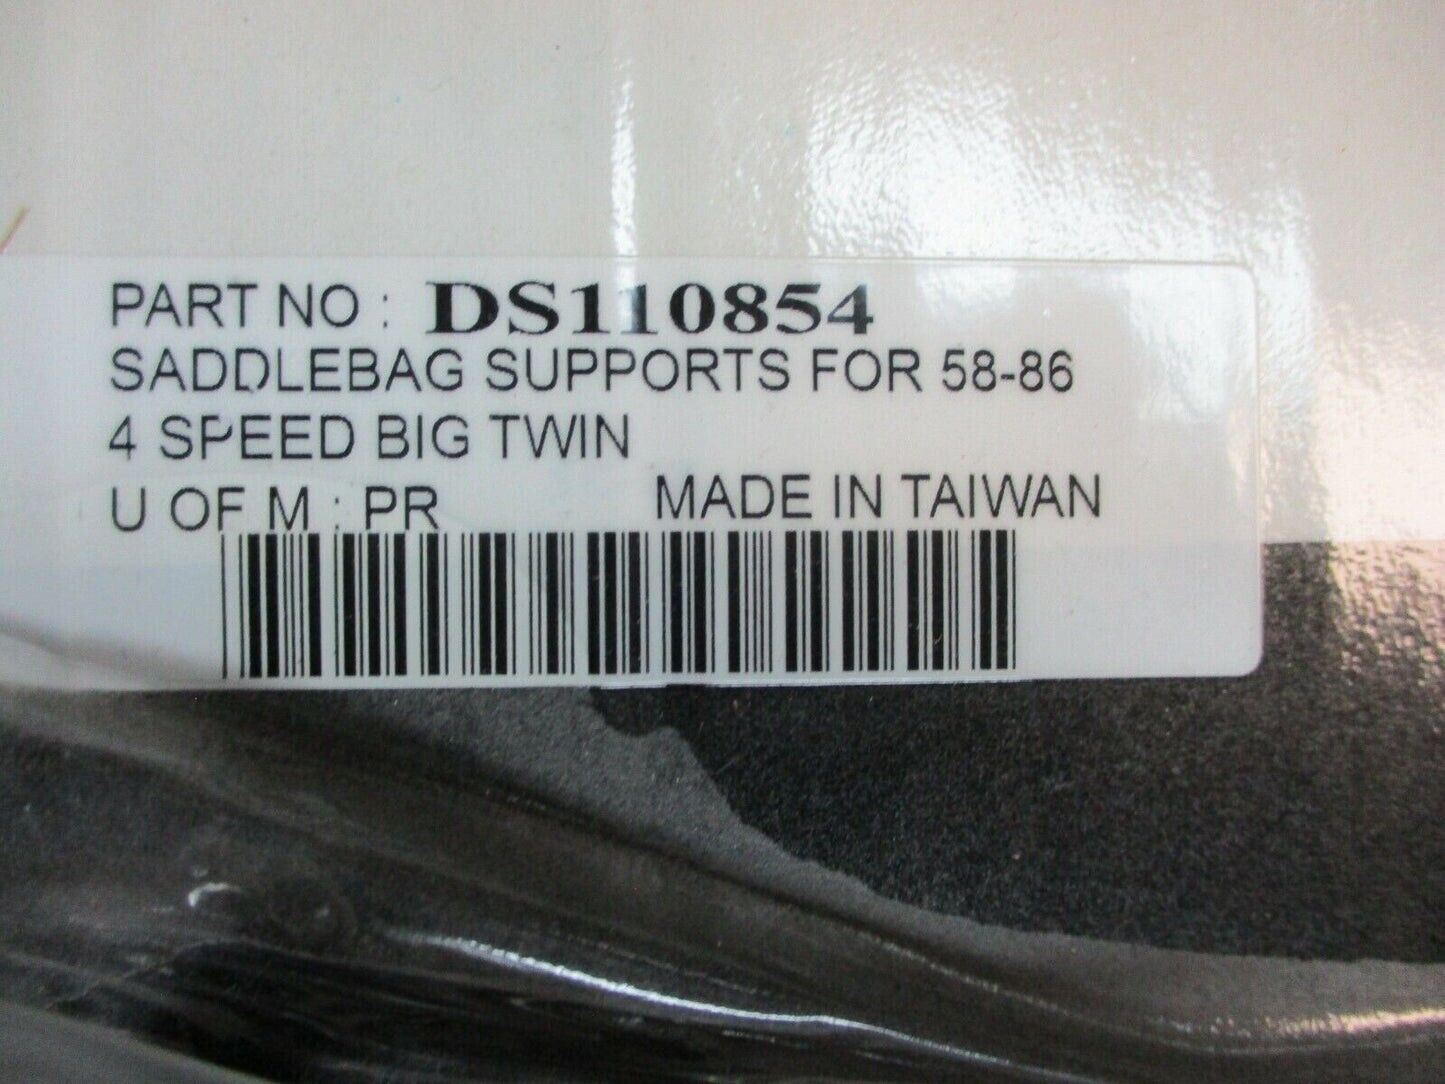 PART NO : DS110854
SADDLEBAG SUPPORTS FOR 58-86
4 SPEED BIG TWIN
U OF M : PR MADE IN TAIWAN